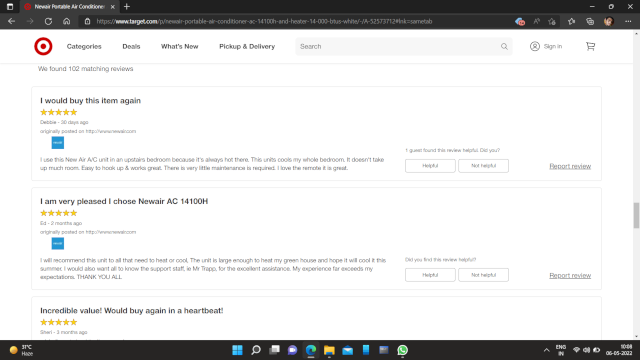 Newair Portable Air Conditioner
https://www.target.com/p/newair-portable-air-conditioner-ac-14100h-and-heater-14-000-btus-white/-/A-52573712#lnk=sametab
Categories
Deals
What's New
Pickup & Delivery
Search
Sign in
We found 102 matching reviews
I would buy this item again
Debbie - 30 days ago
originally posted on http://www.newair.com
I use this New Air A/C unit in an upstairs bedroom because it's always hot there. This units cools my whole bedroom. It doesn't take
up much room. Easy to hook up & works great. There is very little maintenance is required. I love the remote it is great.
1 guest found this review helpful. Did you?
Helpful
Not helpful
Report review
I am very pleased I chose Newair AC 14100H
Ed - 2 months ago
originally posted on http://www.newair.com
I will recommend this unit to all that need to heat or cool. The unit is large enough to heat my green house and hope it will cool it this
summer. I would also want all to know the support staff, ie Mr Trapp, for the excellent assistance. My experience far exceeds my
expectations. THANK YOU ALL
Did you find this review helpful?
Helpful
Not helpful
Report review
Incredible value! Would buy again in a heartbeat!
Sheri - 3 months ago
31°C
Haze
ENG
IN
10:08
06-05-2022